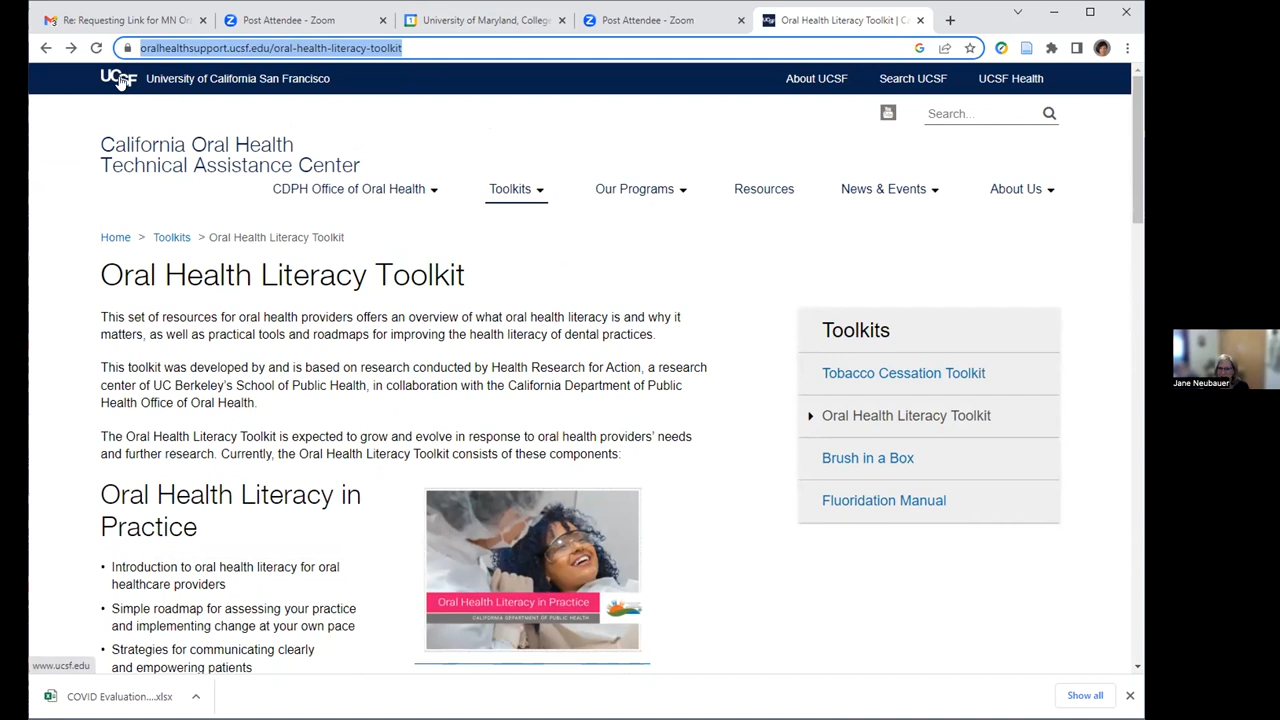 Re: Requesting Link for MN Or
Post Attendee - Zoom
University of Maryland, College
Post Attendee - Zoom
Oral Health Literacy Toolkit | C
oralhealthsupport.ucsf.edu/oral-health-literacy-toolkit
UCSF University of California San Francisco
About UCSF Search UCSF UCSF Health
Search...
California Oral Health
Technical Assistance Center
CDPH Office of Oral Health Toolkits Our Programs Resources News & Events About Us
Home > Toolkits > Oral Health Literacy Toolkit
Oral Health Literacy Toolkit
This set of resources for oral health providers offers an overview of what oral health literacy is and why it
matters, as well as practical tools and roadmaps for improving the health literacy of dental practices.
This toolkit was developed by and is based on research conducted by Health Research for Action, a research
center of UC Berkeley's School of Public Health, in collaboration with the California Department of Public
Health Office of Oral Health.
The Oral Health Literacy Toolkit is expected to grow and evolve in response to oral health providers' needs
and further research. Currently, the Oral Health Literacy Toolkit consists of these components:
Oral Health Literacy in
Practice
• Introduction to oral health literacy for oral
healthcare providers
• Simple roadmap for assessing your practice
and implementing change at your own pace
• Strategies for communicating clearly
and empowering patients
Oral Health Literacy in Practice
CALIFORNIA DEPARTMENT OF PUBLIC HEALTH
Toolkits
Tobacco Cessation Toolkit
Oral Health Literacy Toolkit
Brush in a Box
Fluoridation Manual
Jane Neubauer
www.ucsf.edu
COVID Evaluation....xlsx
Show all